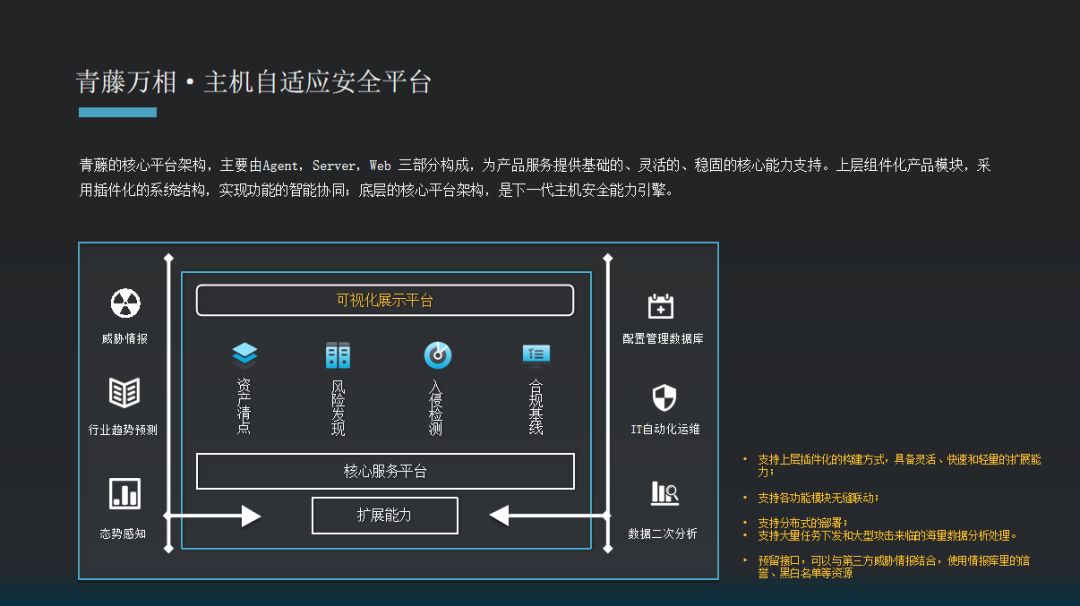 青藤万相·主机自适应安全平台
青藤的核心平台架构，主要由Agent，Server，Web 三部分构成，为产品服务提供基础的、灵活的、稳固的核心能力支持。上层组件化产品模块，采
用插件化的系统结构，实现功能的智能协同；底层的核心平台架构，是下一代主机安全能力引擎。
威胁情报
行业趋势预测
态势感知
可视化展示平台
资产清点
风险发现
入侵检测
合规基线
核心服务平台
扩展能力
配置管理数据库
IT自动化运维
数据二次分析
• 支持上层插件化的构建方式，具备灵活、快速和轻量的扩展能
力；
• 支持各功能模块无缝联动；
• 支持分布式的部署；
• 支持大量任务下发和大型攻击来临的海量数据分析处理。
• 预留接口，可以与第三方威胁情报结合，使用情报库里的信
誉、黑白名单等资源